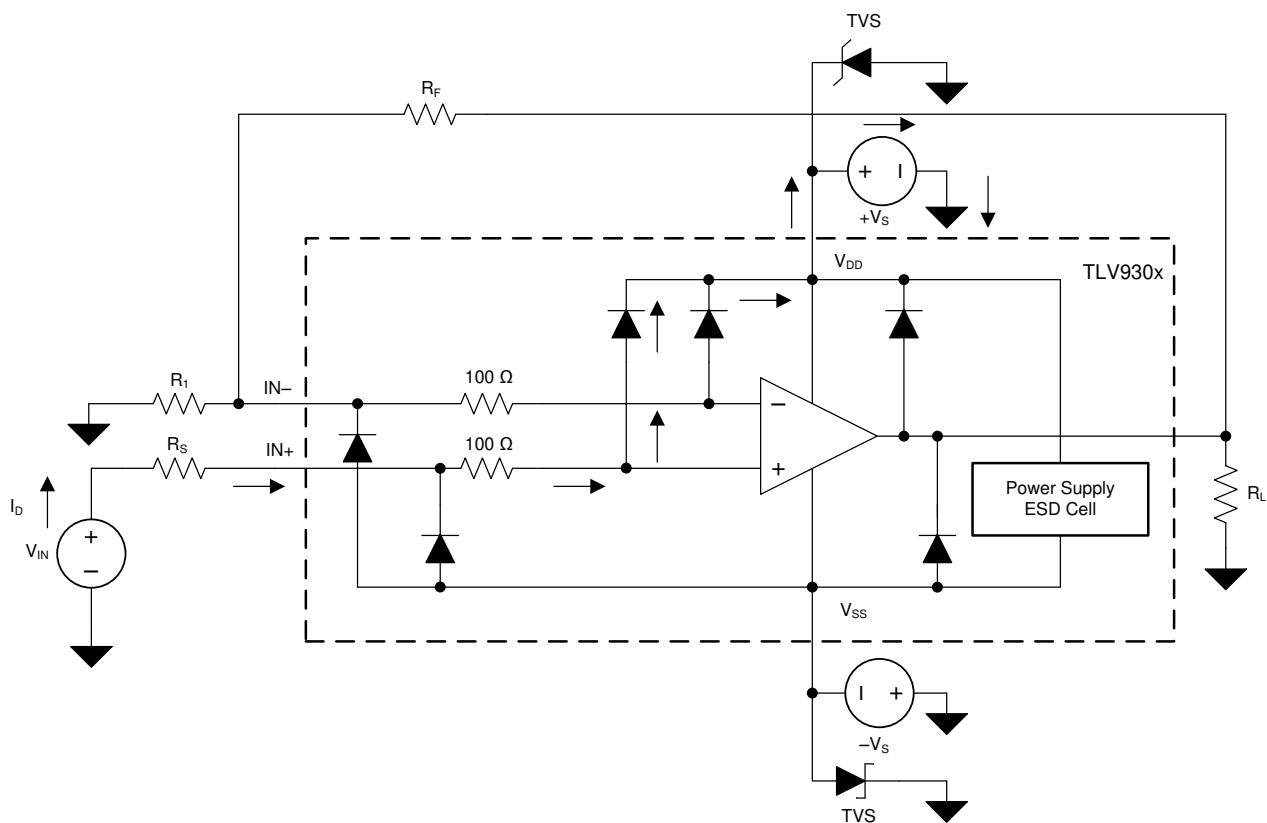 TVS
R_F
+ −
+V_S
V_DD
TLV930x
R_1
IN–
100 Ω
R_S
IN+
100 Ω
–
+
Power Supply
ESD Cell
R_L
I_D
V_IN
+
–
V_SS
− +
–V_S
TVS